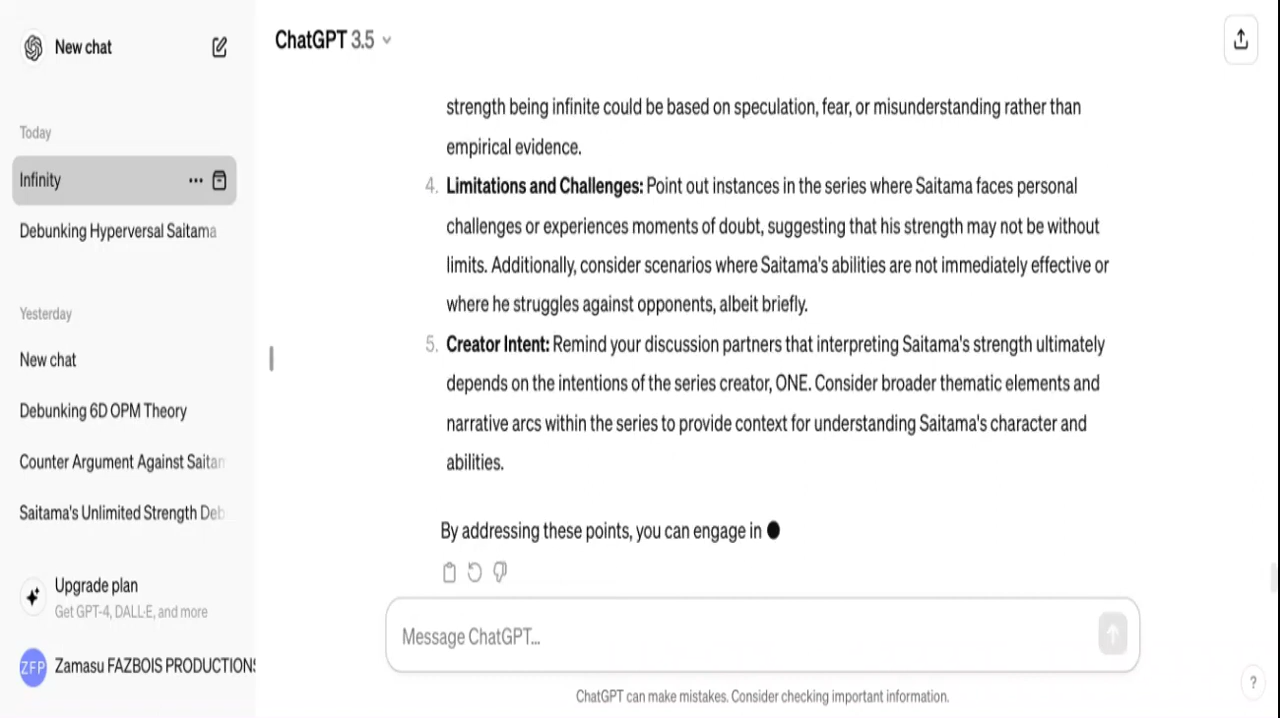 New chat
Today
Infinity
Debunking Hyperversal Saitama
Yesterday
New chat
Debunking 6D OPM Theory
Counter Argument Against Saitam
Saitama's Unlimited Strength Deb
Upgrade plan
Get GPT-4, DALL·E, and more
ZFP
Zamasu FAZBOIS PRODUCTIONS
ChatGPT 3.5
strength being infinite could be based on speculation, fear, or misunderstanding rather than
empirical evidence.
4. Limitations and Challenges: Point out instances in the series where Saitama faces personal
challenges or experiences moments of doubt, suggesting that his strength may not be without
limits. Additionally, consider scenarios where Saitama's abilities are not immediately effective or
where he struggles against opponents, albeit briefly.
5. Creator Intent: Remind your discussion partners that interpreting Saitama's strength ultimately
depends on the intentions of the series creator, ONE. Consider broader thematic elements and
narrative arcs within the series to provide context for understanding Saitama's character and
abilities.
By addressing these points, you can engage in
Message ChatGPT...
ChatGPT can make mistakes. Consider checking important information.
?